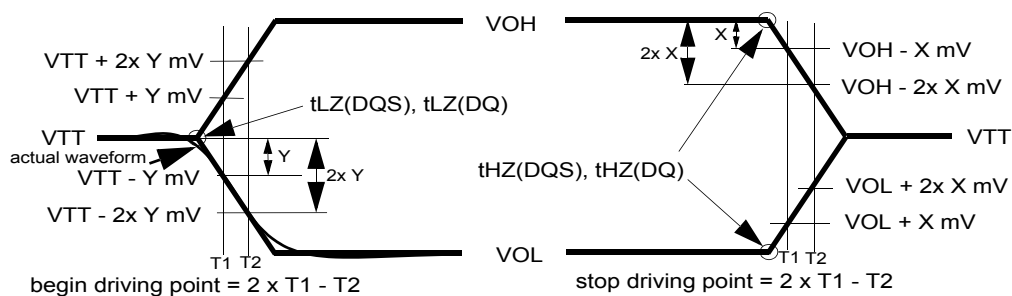 VOH
VTT + 2x Y mV
VTT + Y mV
VTT
actual waveform
VTT - Y mV
VTT - 2x Y mV
tLZ(DQS), tLZ(DQ)
Y
2x Y
T1 T2
begin driving point = 2 x T1 - T2
VOL
X
2x X
VOH - X mV
VOH - 2x X mV
VTT
tHZ(DQS), tHZ(DQ)
VOL + 2x X mV
VOL + X mV
T1 T2
stop driving point = 2 x T1 - T2